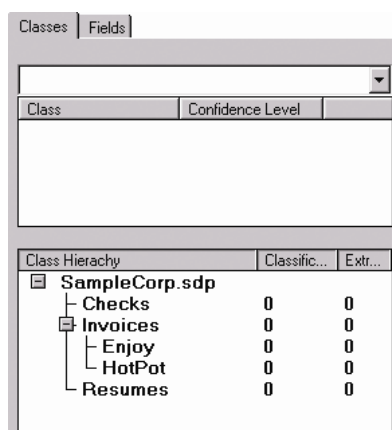 Classes Fields
Class Confidence Level
Class Hierachy Classific... Extr...
SampleCorp.sdp
Checks 0 0
Invoices 0 0
Enjoy 0 0
HotPot 0 0
Resumes 0 0